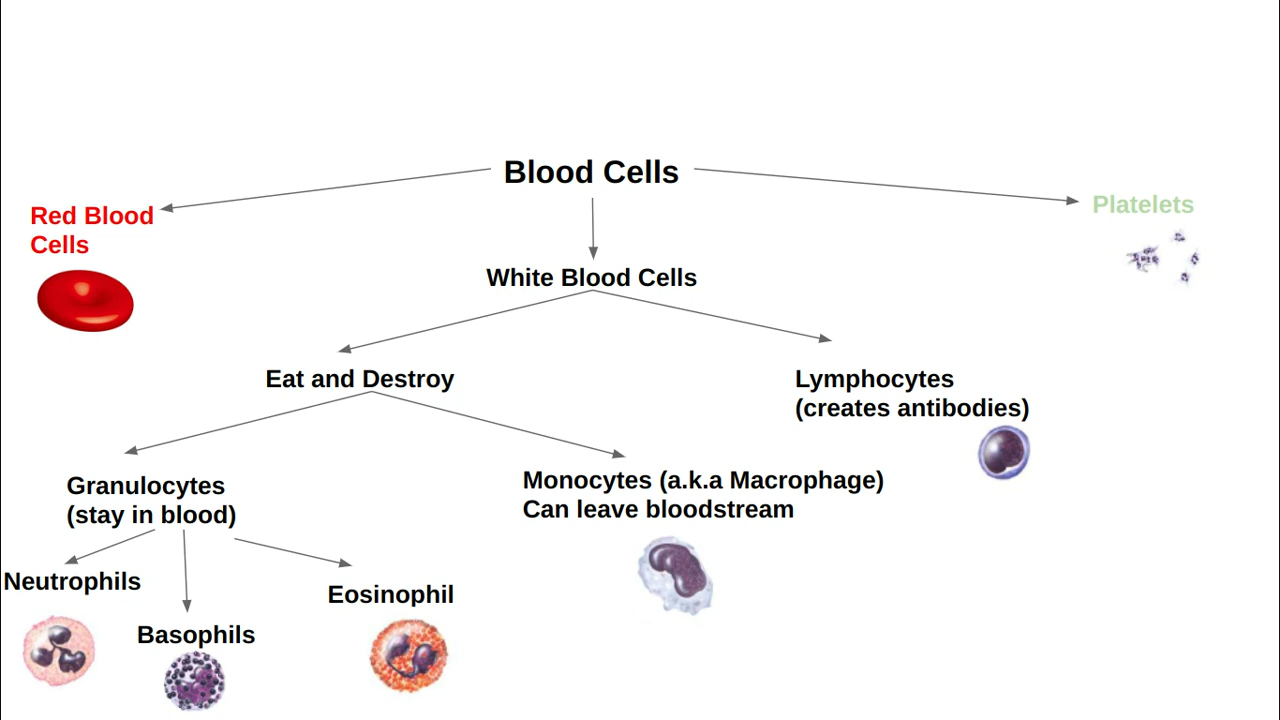 Blood Cells
Red Blood
Cells
Platelets
White Blood Cells
Eat and Destroy
Lymphocytes
(creates antibodies)
Granulocytes
(stay in blood)
Monocytes (a.k.a Macrophage)
Can leave bloodstream
Neutrophils
Basophils
Eosinophil